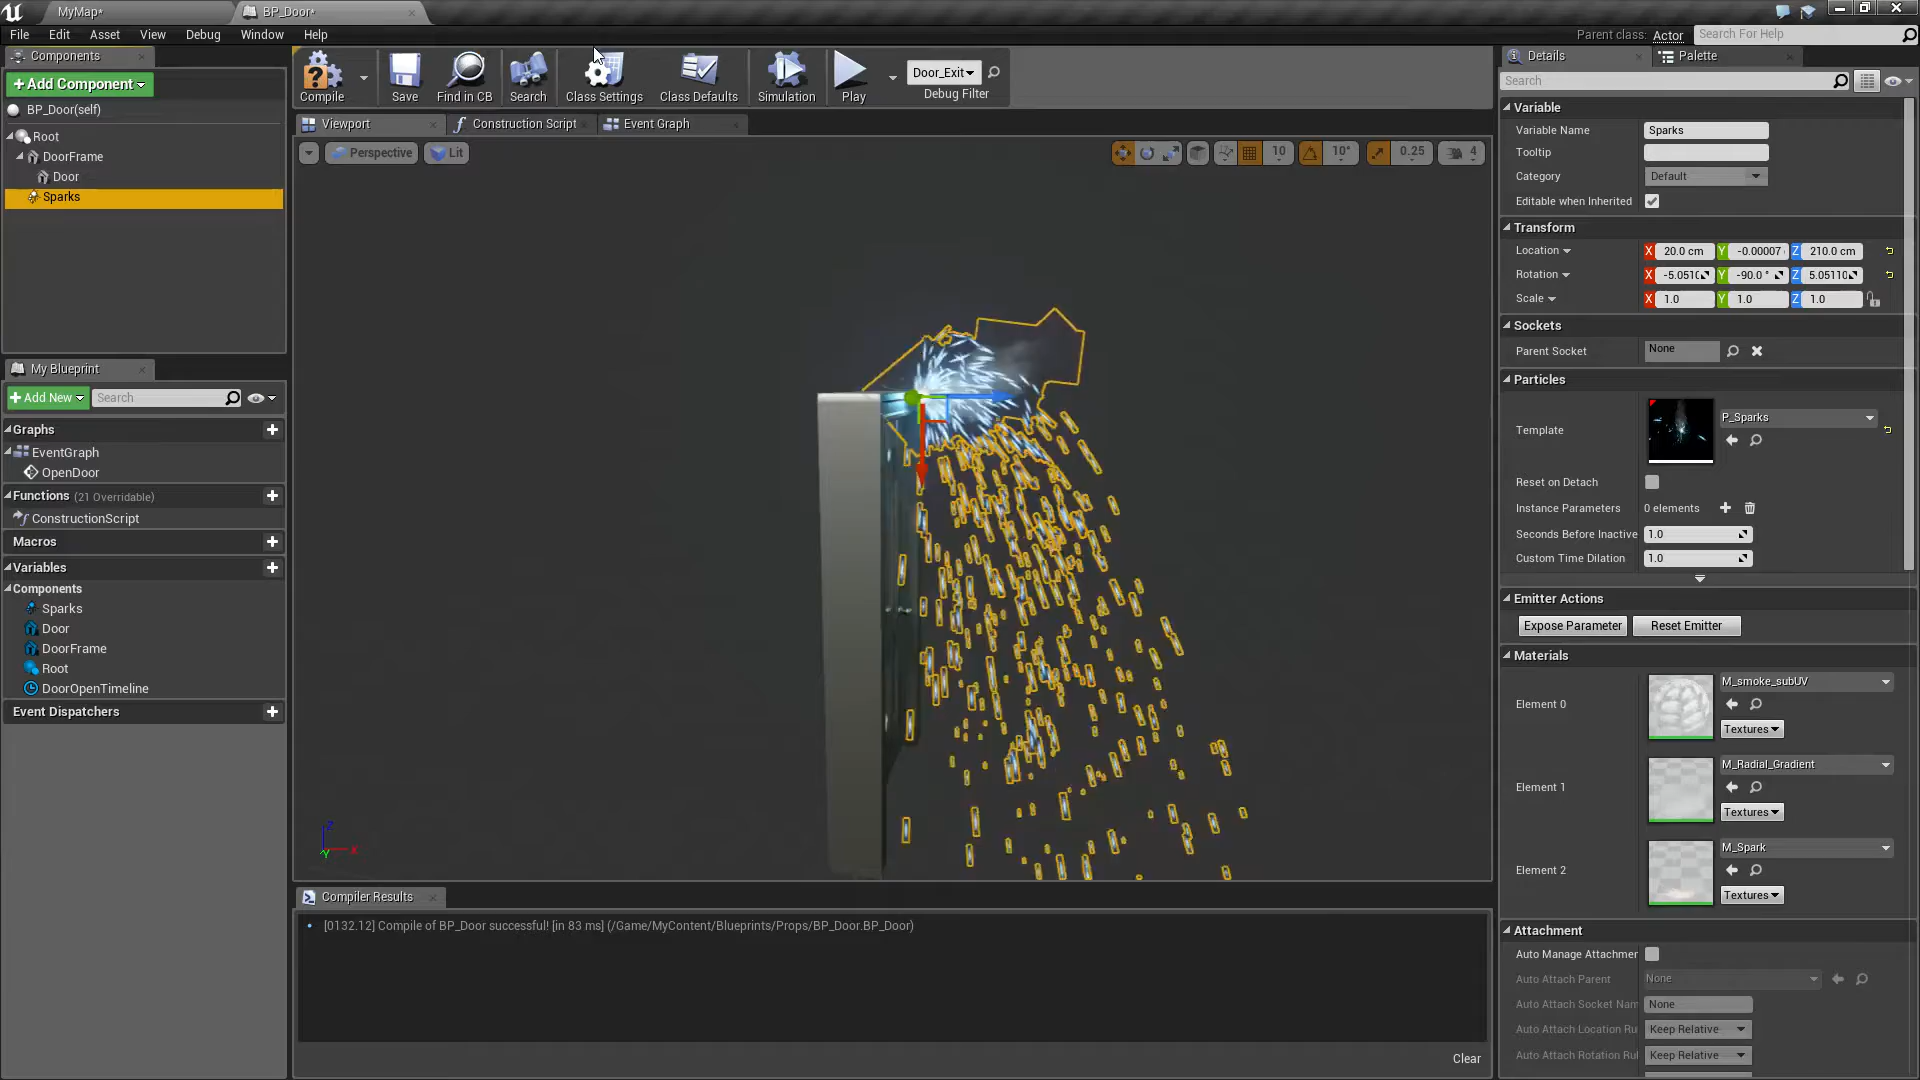 MyMap*
BP_Door*
File Edit Asset View Debug Window Help
Parent class: Actor
Search For Help
Components
+Add Component
BP_Door(self)
Root
DoorFrame
Door
Sparks
Compile
Save
Find in CB
Search
Class Settings
Class Defaults
Simulation
Play
Door_Exit
Debug Filter
Viewport
Construction Script
Event Graph
Perspective
Lit
10
10°
0.25
4
My Blueprint
+Add New
Search
Graphs
EventGraph
OpenDoor
Functions (21 Overridable)
ConstructionScript
Macros
Variables
Components
Sparks
Door
DoorFrame
Root
DoorOpenTimeline
Event Dispatchers
Z
X
Y
Compiler Results
[0132.12] Compile of BP_Door successful! [in 83 ms] (/Game/MyContent/Blueprints/Props/BP_Door.BP_Door)
Clear
Details
Palette
Search
Variable
Variable Name Sparks
Tooltip
Category Default
Editable when Inherited
Transform
Location X 20.0 cm Y -0.00007 Z 210.0 cm
Rotation X -5.0510 Y -90.0 ° Z 5.05110
Scale X 1.0 Y 1.0 Z 1.0
Sockets
Parent Socket None
Particles
Template P_Sparks
Reset on Detach
Instance Parameters 0 elements
Seconds Before Inactive 1.0
Custom Time Dilation 1.0
Emitter Actions
Expose Parameter Reset Emitter
Materials
Element 0 M_smoke_subUV
Textures
Element 1 M_Radial_Gradient
Textures
Element 2 M_Spark
Textures
Attachment
Auto Manage Attachmer
Auto Attach Parent None
Auto Attach Socket Nam None
Auto Attach Location Ru Keep Relative
Auto Attach Rotation Rul Keep Relative